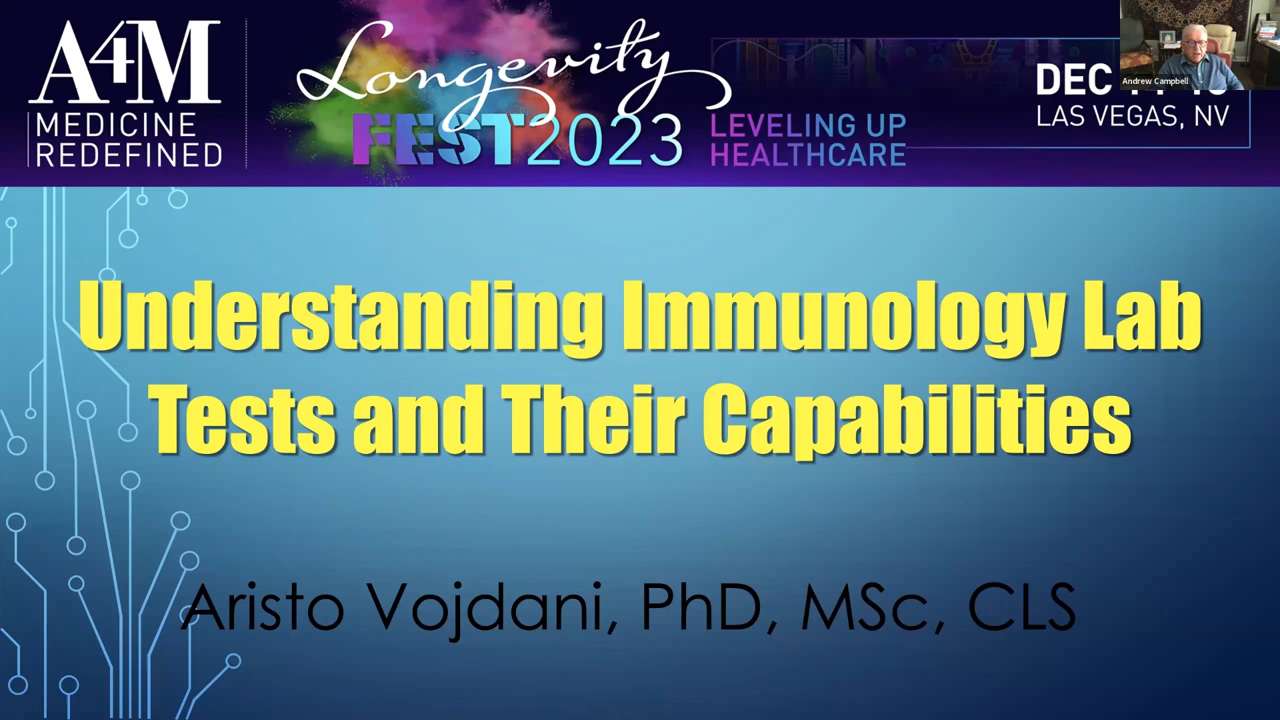 A4M
MEDICINE
REDEFINED
Longevity
FEST2023
LEVELING UP
HEALTHCARE
DEC
LAS VEGAS, NV
Andrew Campbell
Understanding Immunology Lab
Tests and Their Capabilities
Aristo Vojdani, PhD, MSc, CLS